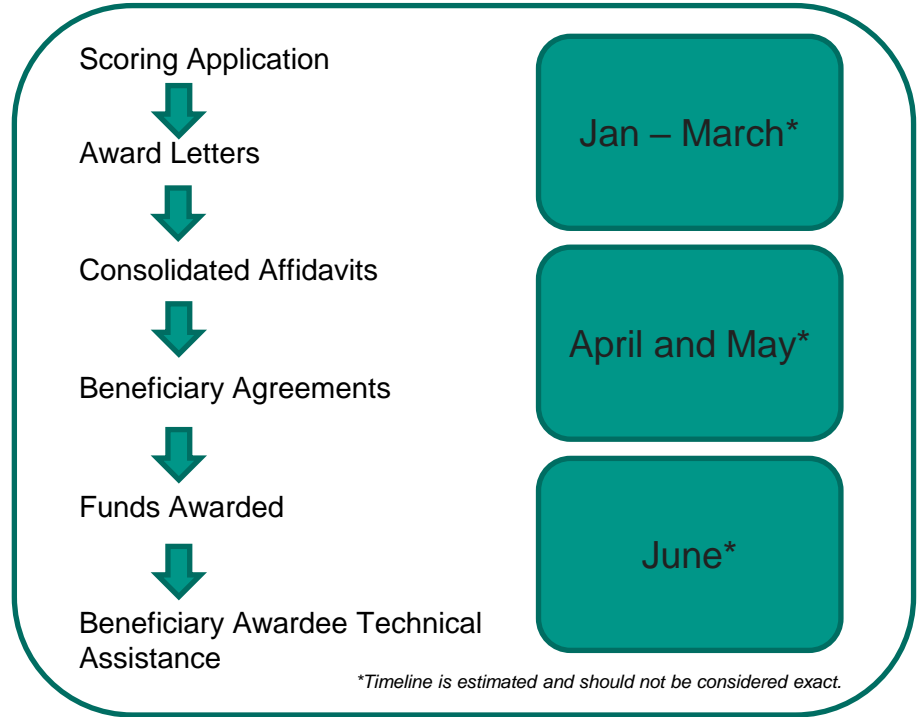 Scoring Application
Jan – March*
Award Letters
Consolidated Affidavits
April and May*
Beneficiary Agreements
Funds Awarded
June*
Beneficiary Awardee Technical
Assistance
*Timeline is estimated and should not be considered exact.